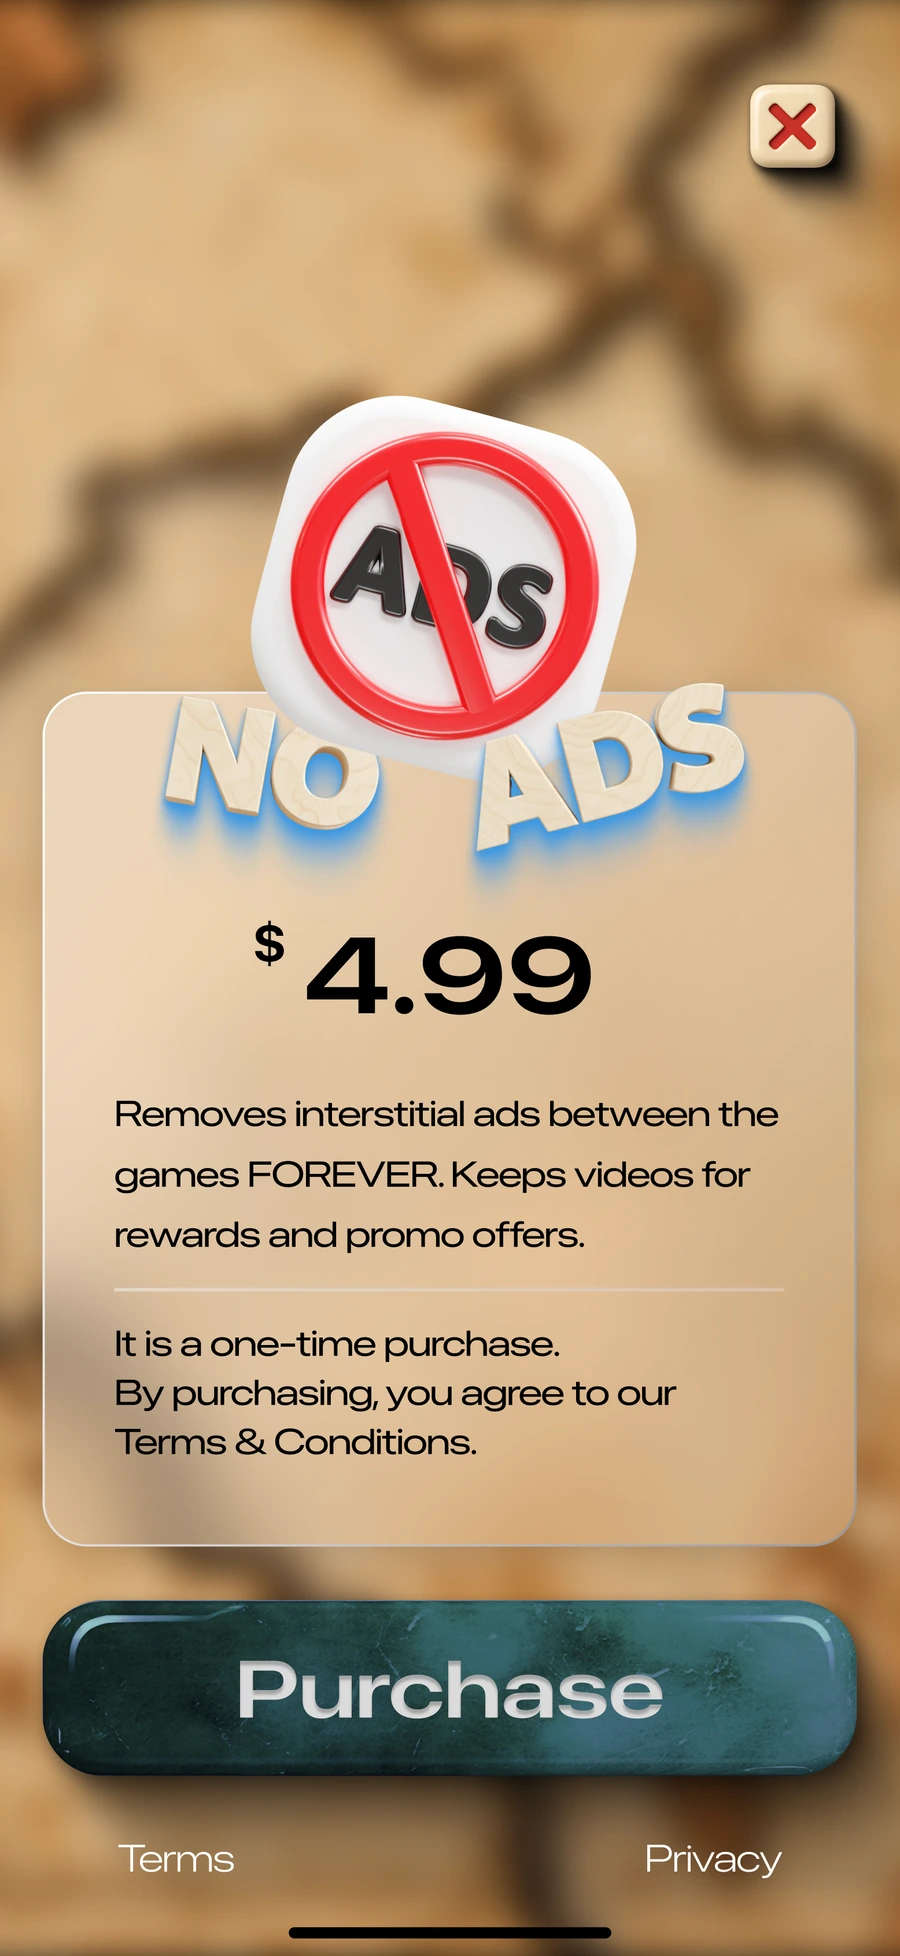 ADS
NO ADS
$ 4.99
Removes interstitial ads between the
games FOREVER. Keeps videos for
rewards and promo offers.
It is a one-time purchase.
By purchasing, you agree to our
Terms & Conditions.
Purchase
Terms
Privacy